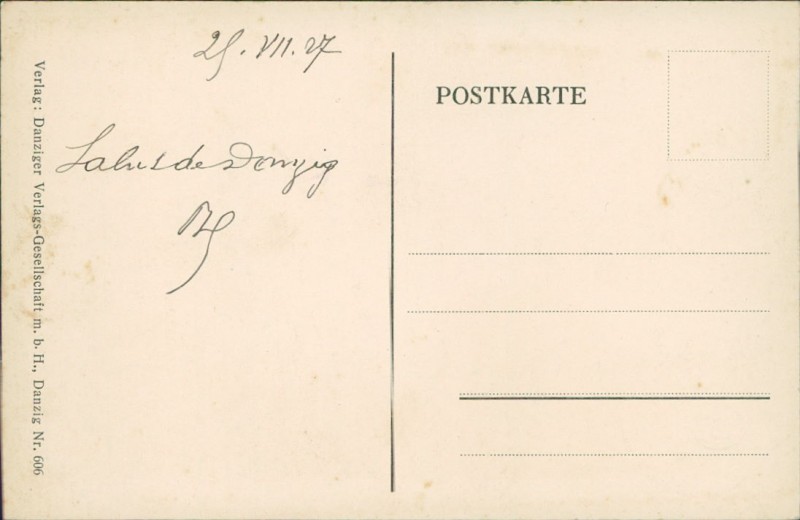 25. VII. 27
Salut de Danzig
POSTKARTE
Verlag: Danziger Verlags-Gesellschaft m. b. H., Danzig Nr. 606